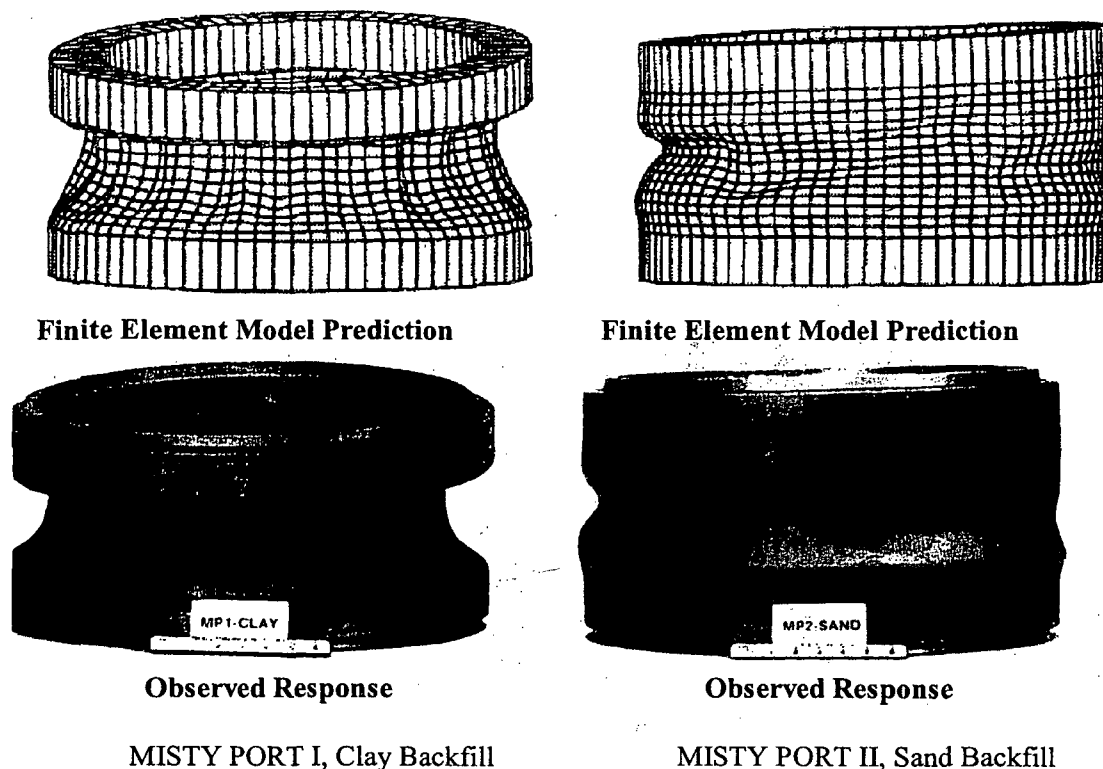 Finite Element Model Prediction
Finite Element Model Prediction
MP1-CLAY
MP2-SAND
Observed Response
Observed Response
MISTY PORT I, Clay Backfill
MISTY PORT II, Sand Backfill